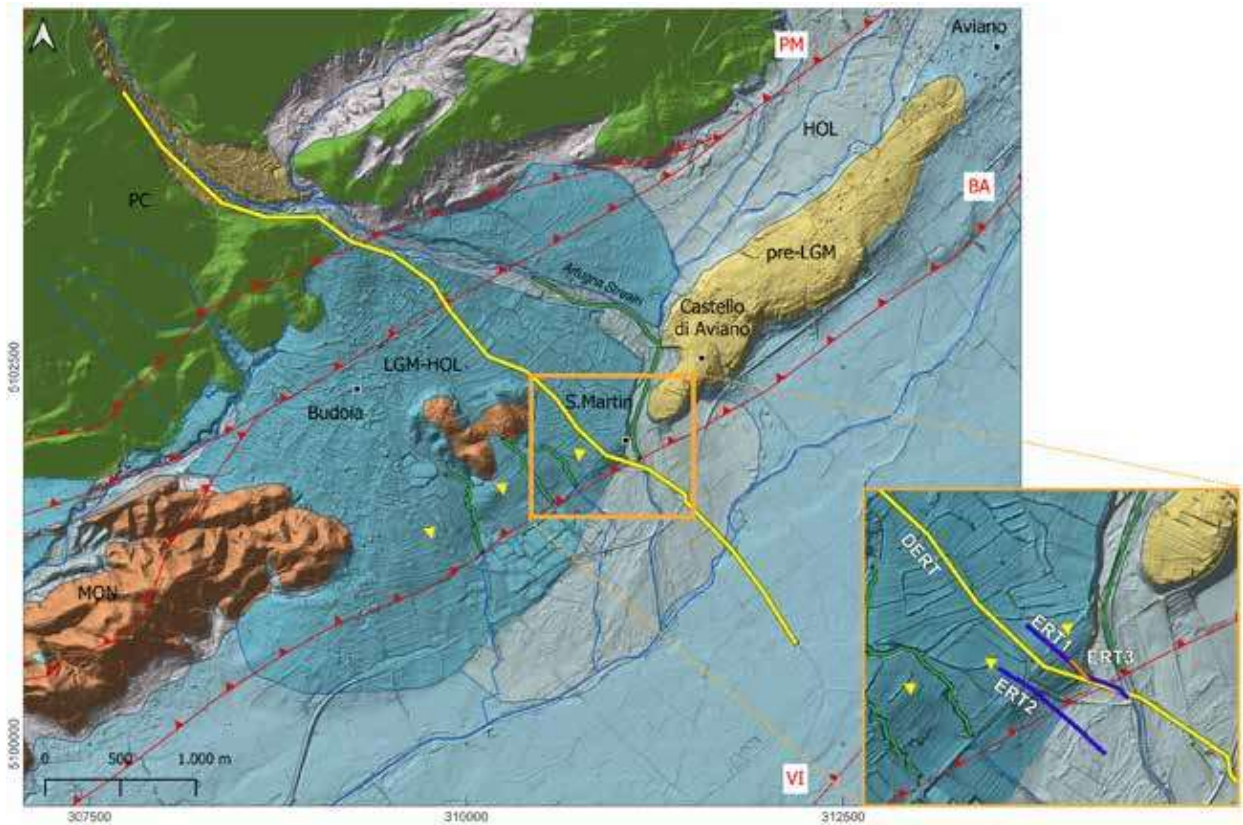 Aviano
PM
HOL
BA
PC
pre-LGM
Artugna Stream
Castello
di Aviano
LGM-HOL
Budoia
S.Martin
MON
DERT
ERT1
ERT3
ERT2
VI
0 500 1.000 m
5102500
5100000
307500 310000 312500